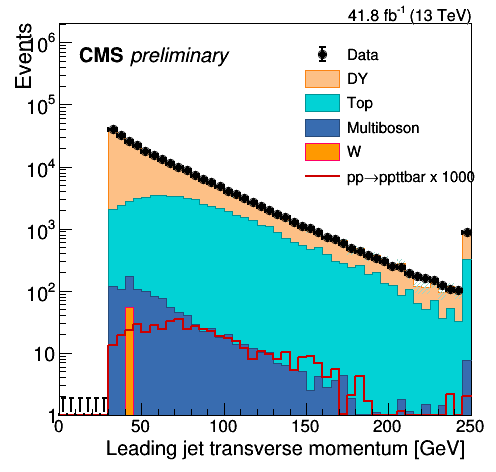 41.8 fb⁻¹ (13 TeV)
Events
CMS preliminary
Data
DY
Top
Multiboson
W
pp→ppttbar x 1000
10⁶
10⁵
10⁴
10³
10²
10
1
50 100 150 200 250
Leading jet transverse momentum [GeV]